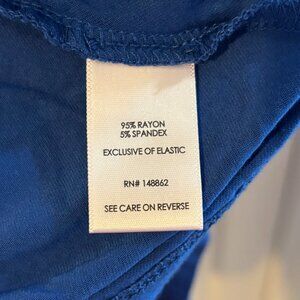 95% RAYON
5% SPANDEX
EXCLUSIVE OF ELASTIC
RN# 148862
SEE CARE ON REVERSE